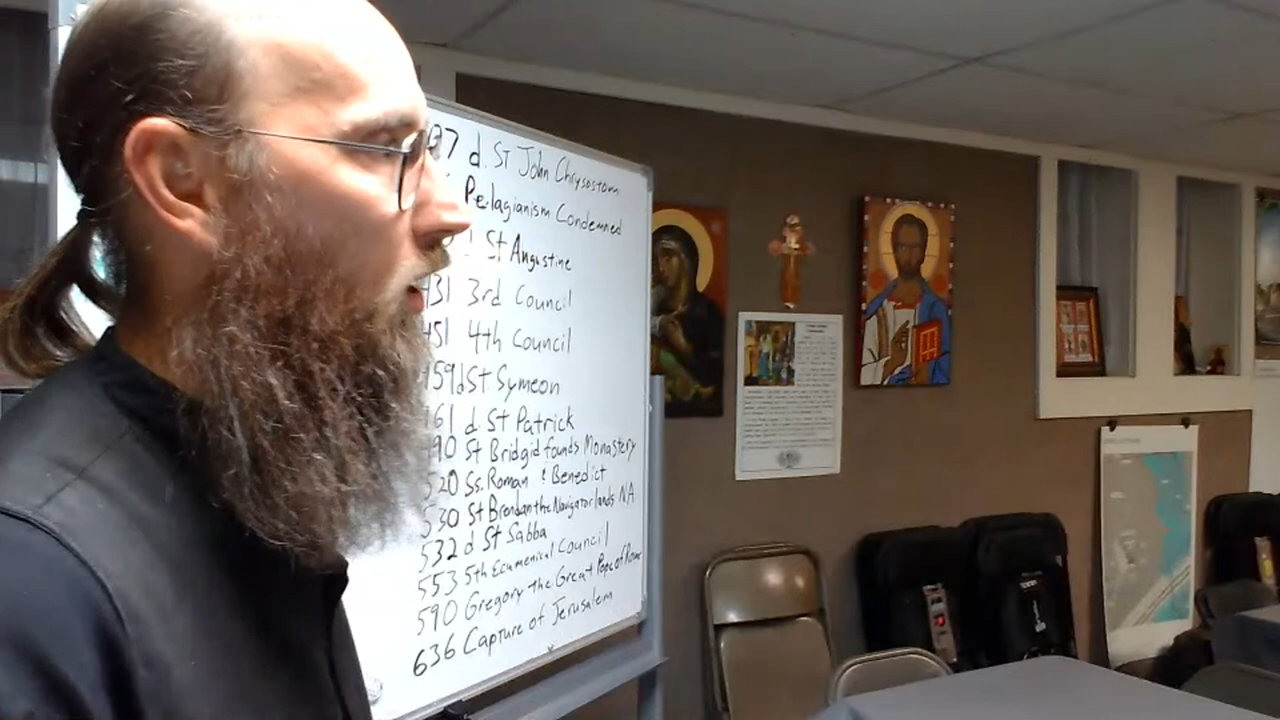 07 d. St John Chrysostom
Pelagianism Condemned
! St Augustine
431 3rd Council
451 4th Council
459 d St Symeon
461 d St Patrick
490 St Bridgid founds Monastery
520 Ss. Roman & Benedict
530 St Brendan the Navigator lands NA
532 d St Sabba
553 5th Ecumenical Council
590 Gregory the Great Pope of Rome
636 Capture of Jerusalem